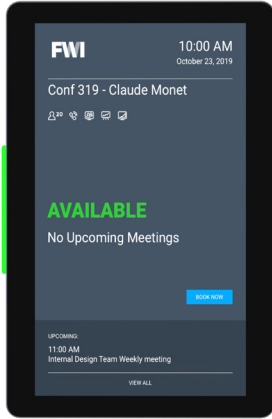 FWI
10:00 AM
October 23, 2019
Conf 319 - Claude Monet
20
AVAILABLE
No Upcoming Meetings
BOOK NOW
UPCOMING:
11:00 AM
Internal Design Team Weekly meeting
VIEW ALL